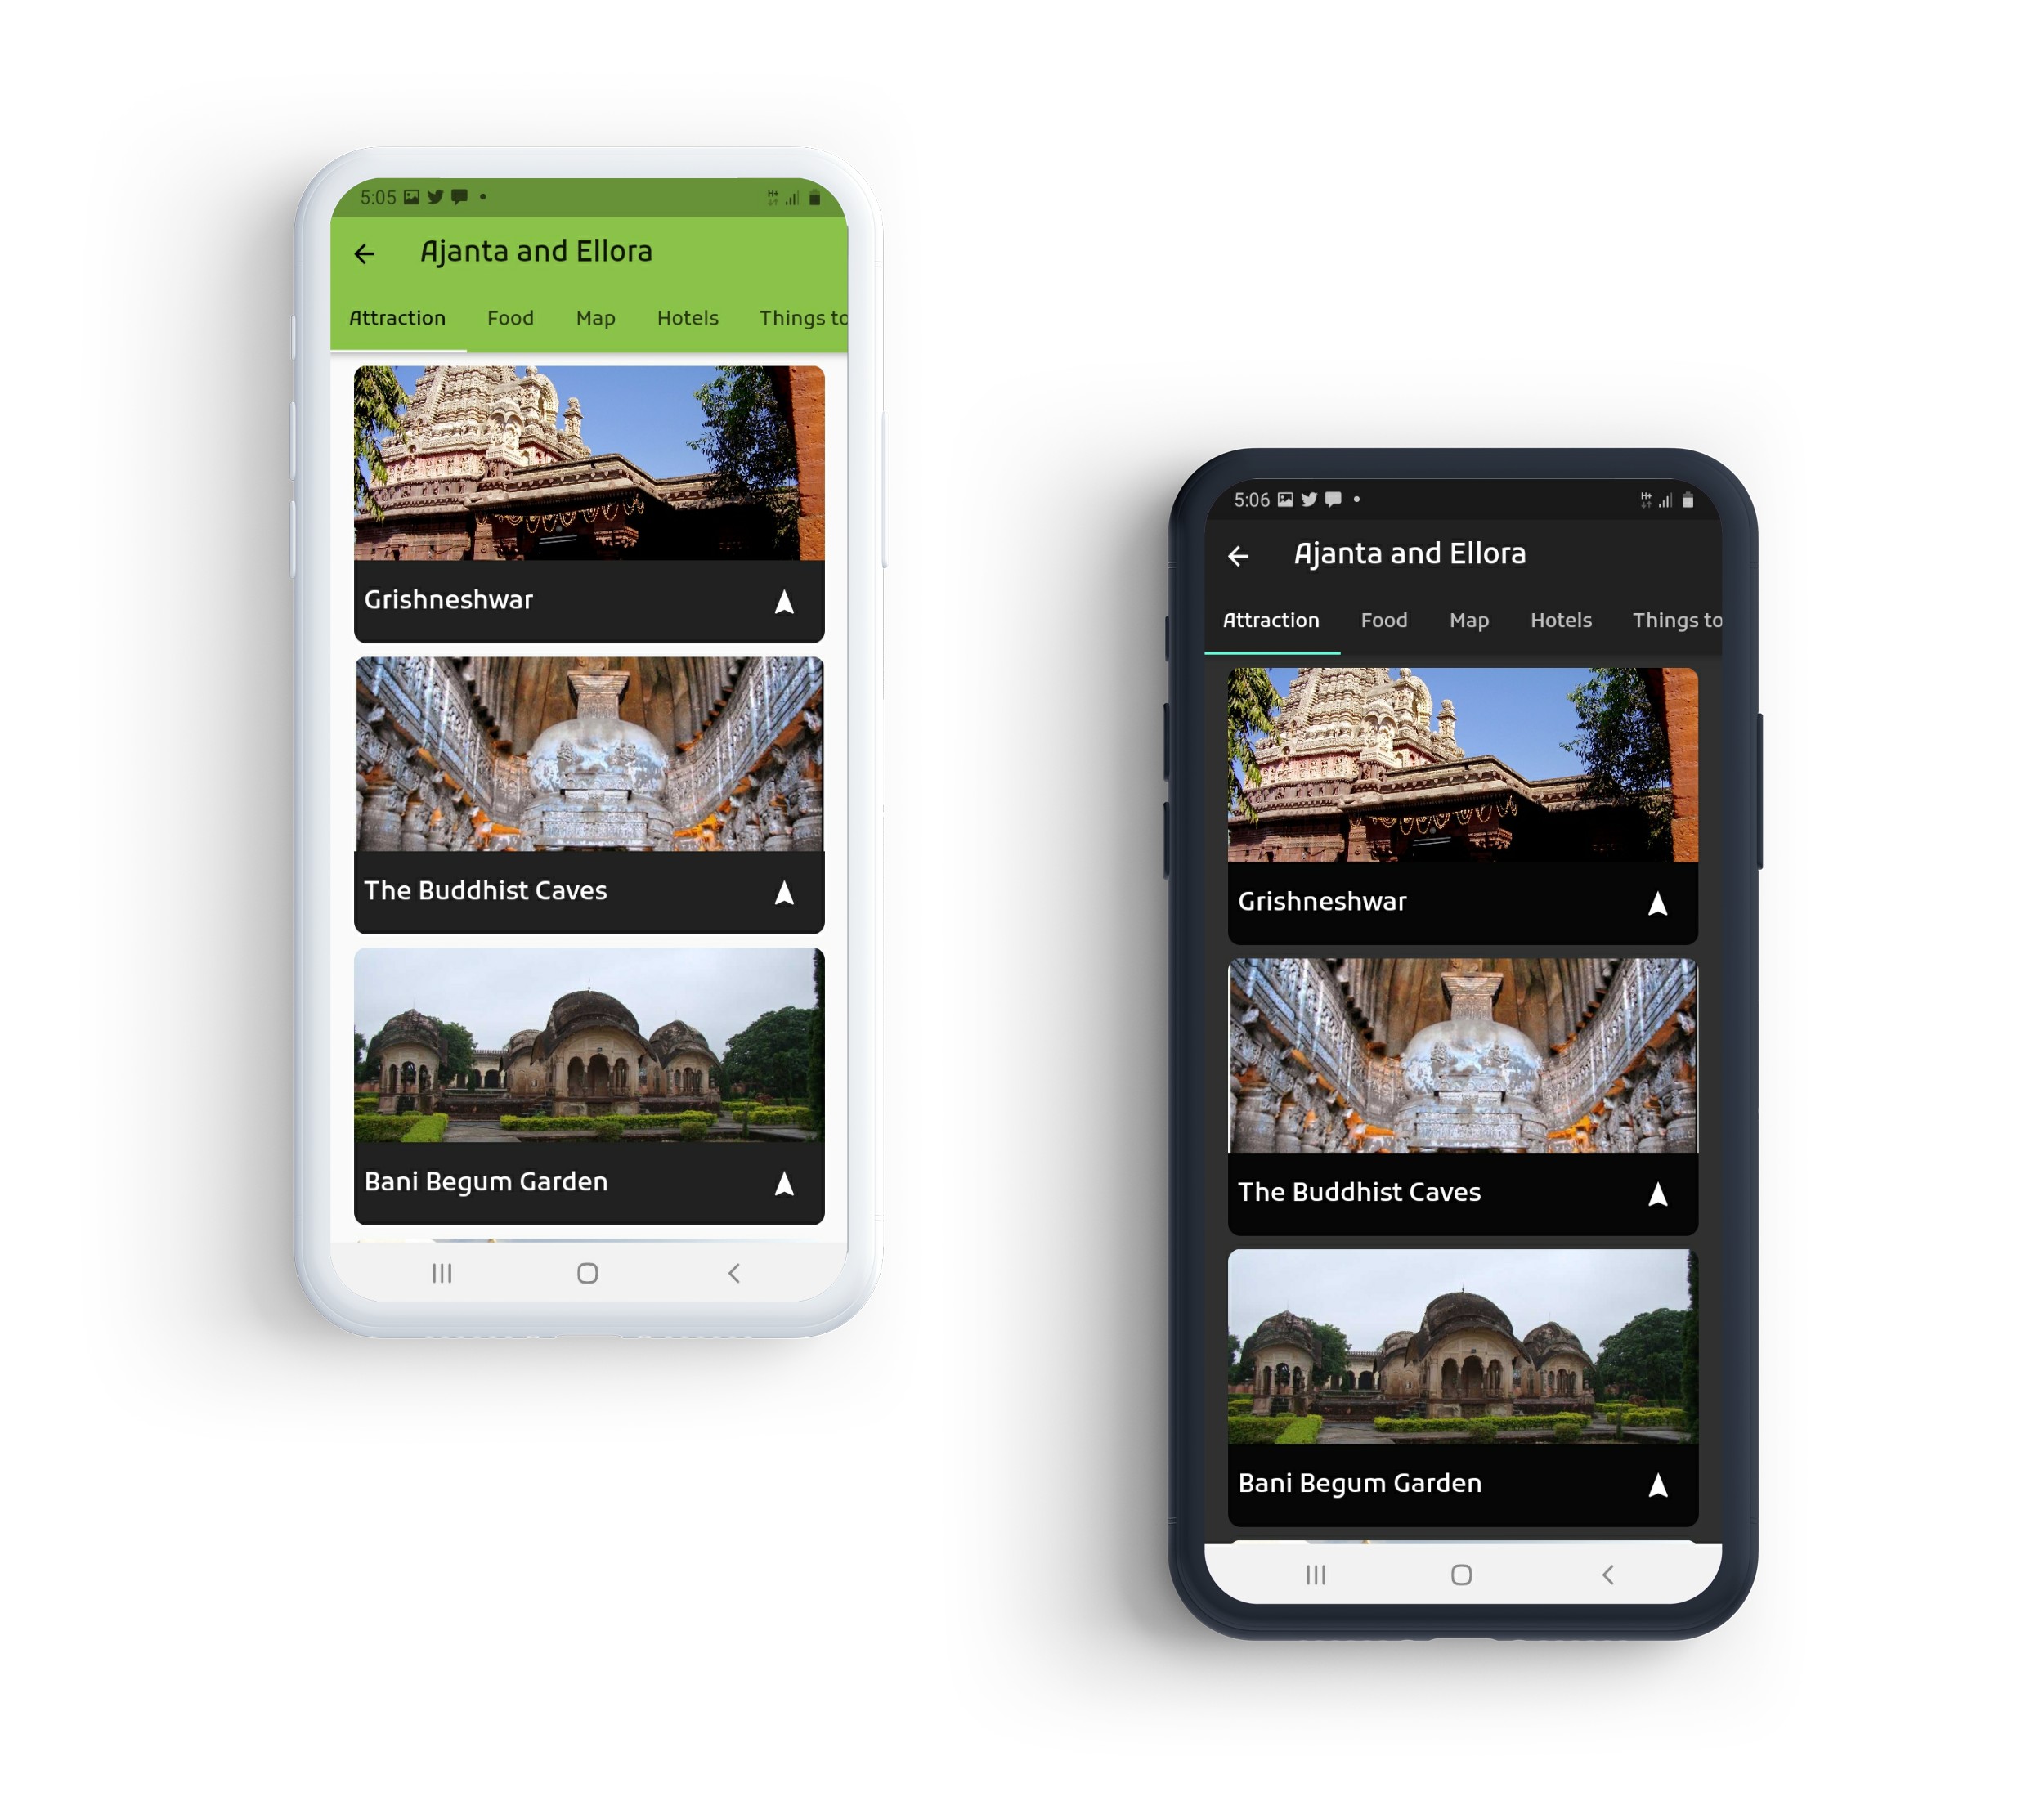 5:05
H+
Ajanta and Ellora
Attraction Food Map Hotels Things to
Grishneshwar
The Buddhist Caves
Bani Begum Garden
5:06
H+
Ajanta and Ellora
Attraction Food Map Hotels Things to
Grishneshwar
The Buddhist Caves
Bani Begum Garden